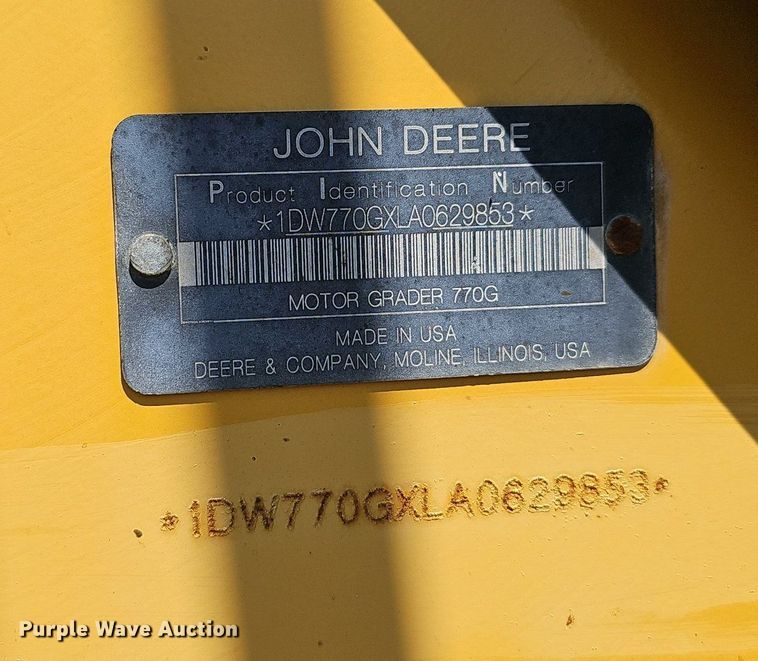 JOHN DEERE
Product Identification Number
*1DW770GXLA0629853*
MOTOR GRADER 770G
MADE IN USA
DEERE & COMPANY, MOLINE, ILLINOIS, USA
*1DW770GXLA0629853*
Purple Wave Auction